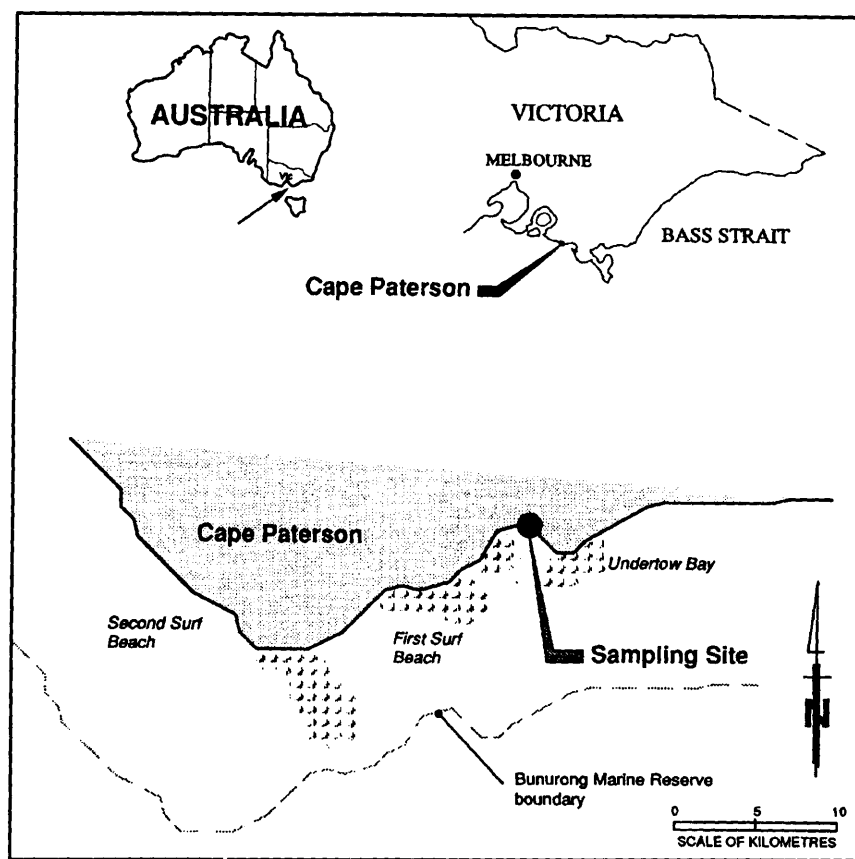 AUSTRALIA
VIC
VICTORIA
MELBOURNE
BASS STRAIT
Cape Paterson
Cape Paterson
Undertow Bay
Second Surf
Beach
First Surf
Beach
Sampling Site
N
Bunurong Marine Reserve
boundary
0 5 10
SCALE OF KILOMETRES